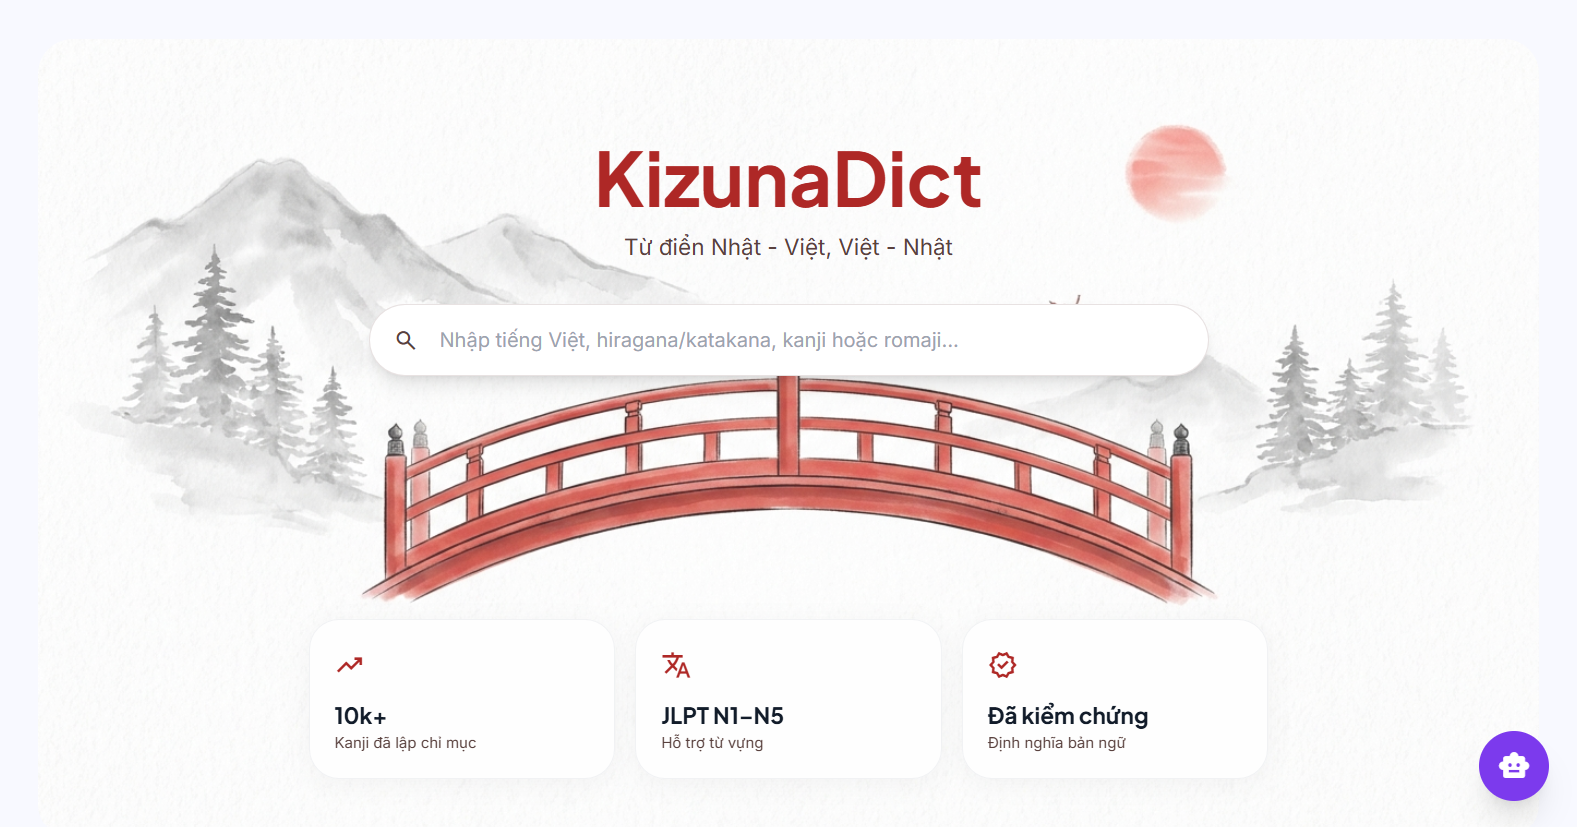 KizunaDict
Từ điển Nhật - Việt, Việt - Nhật
Nhập tiếng Việt, hiragana/katakana, kanji hoặc romaji...
10k+
Kanji đã lập chỉ mục
JLPT N1–N5
Hỗ trợ từ vựng
Đã kiểm chứng
Định nghĩa bản ngữ